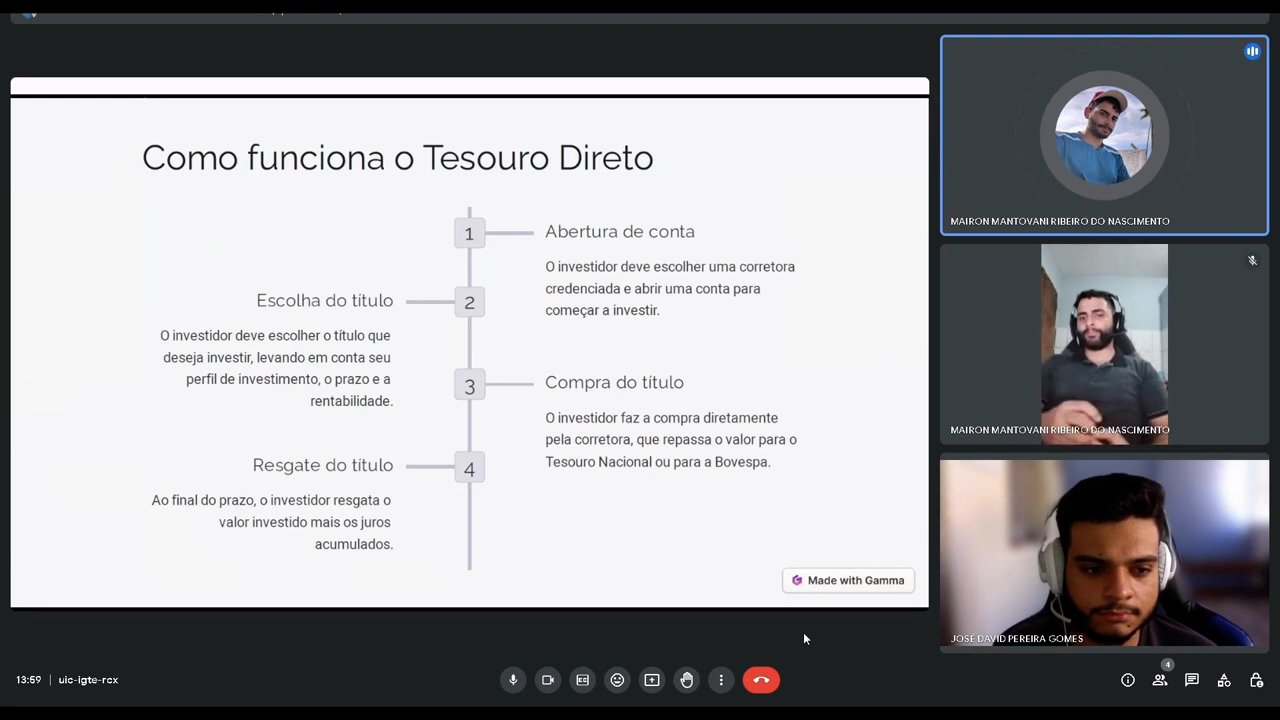 Como funciona o Tesouro Direto
1
Abertura de conta
O investidor deve escolher uma corretora
credenciada e abrir uma conta para
começar a investir.
2
Escolha do título
O investidor deve escolher o título que
deseja investir, levando em conta seu
perfil de investimento, o prazo e a
rentabilidade.
3
Compra do título
O investidor faz a compra diretamente
pela corretora, que repassa o valor para o
Tesouro Nacional ou para a Bovespa.
4
Resgate do título
Ao final do prazo, o investidor resgata o
valor investido mais os juros
acumulados.
Made with Gamma
MAIRON MANTOVANI RIBEIRO DO NASCIMENTO
MAIRON MANTOVANI RIBEIRO DO NASCIMENTO
JOSÉ DAVID PEREIRA GOMES
13:59 | uic-igte-rcx
4